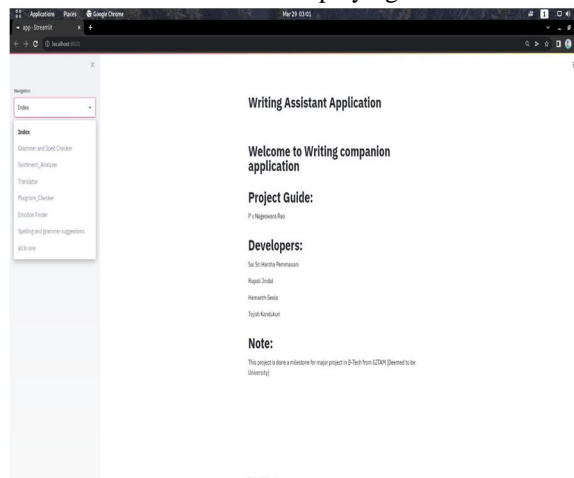 Applications Places Google Chrome Mar 23 03:01 1
app · Streamlit
localhost:
Navigation
Index
Index
Grammer and Spell Checker
Sentiment_Analyzer
Translator
Plagrism_Checker
Emotion Finder
Spelling and grammer suggestions
all in one
Writing Assistant Application
Welcome to Writing companion
application
Project Guide:
P v Nageswara Rao
Developers:
Sai Sri Harsha Pemmasani
Rupali Jindal
Hemanth Seela
Tejish Kandukuri
Note:
This project is done a milestone for major project in B-Tech from GITAM (Deemed to be
University)